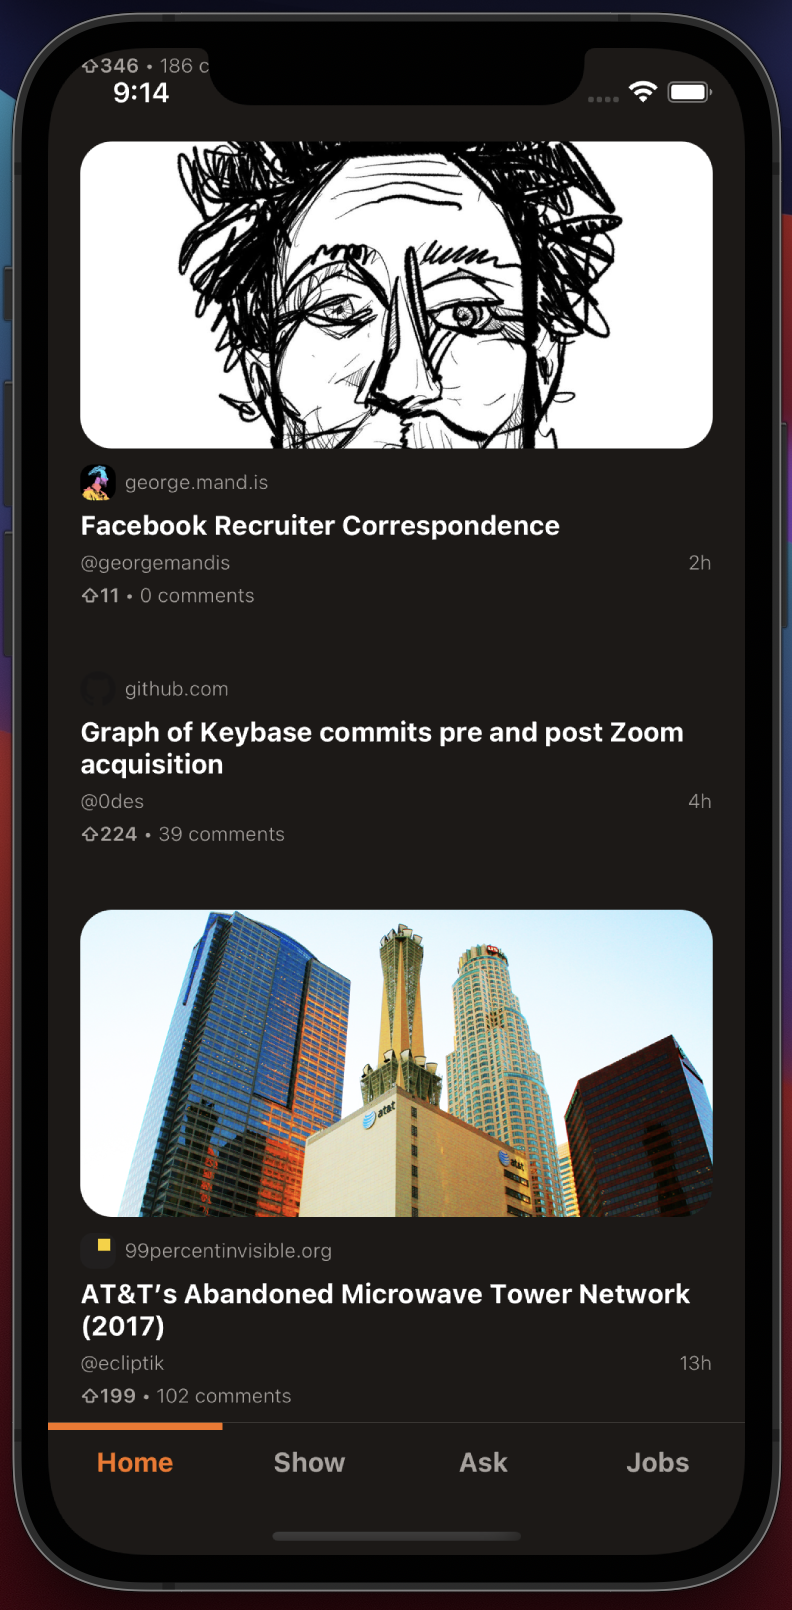 346 • 186 c
9:14
george.mand.is
Facebook Recruiter Correspondence
@georgemandis
2h
11 • 0 comments
github.com
Graph of Keybase commits pre and post Zoom
acquisition
@0des
4h
224 • 39 comments
at&t
at&t
99percentinvisible.org
AT&T’s Abandoned Microwave Tower Network
(2017)
@ecliptik
13h
199 • 102 comments
Home
Show
Ask
Jobs